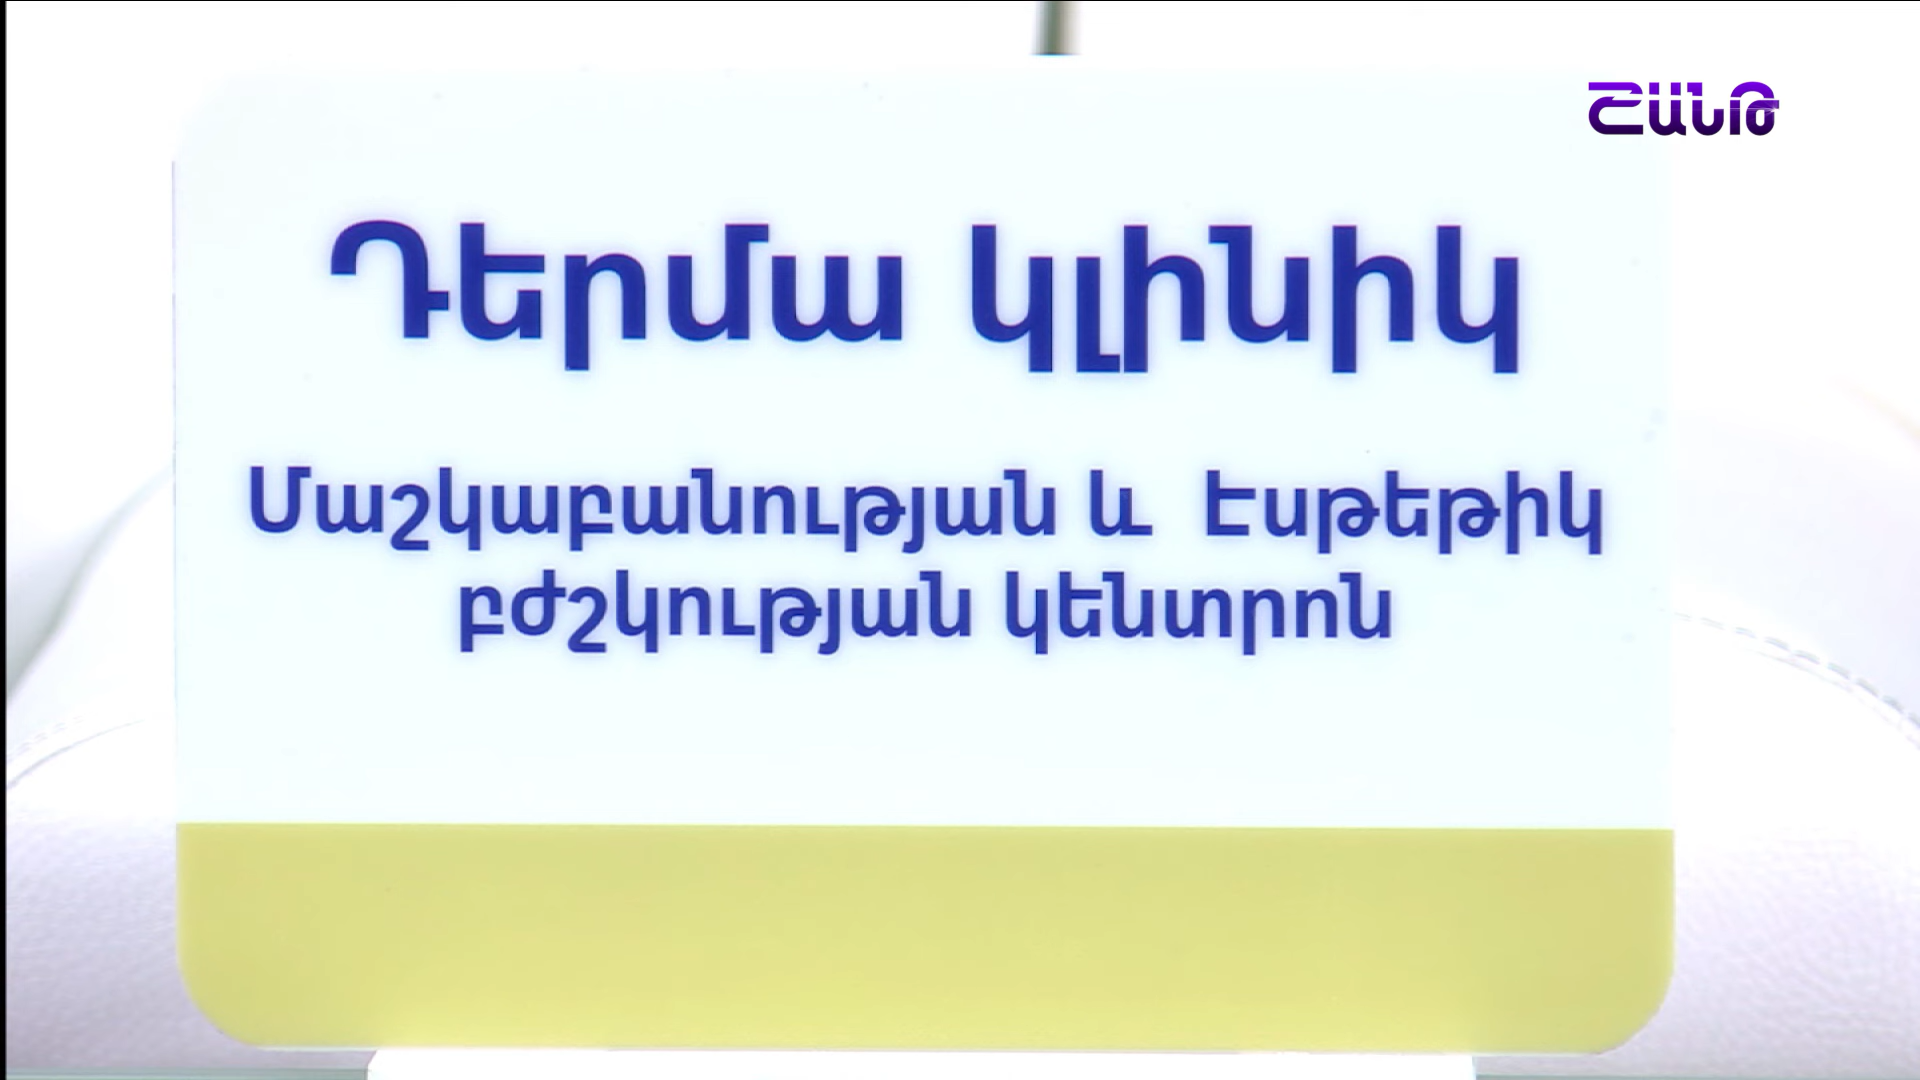 ՇԱՆԹ
Դերմա կլինիկ
Մաշկաբանության և Էսթեթիկ
բժշկության կենտրոն